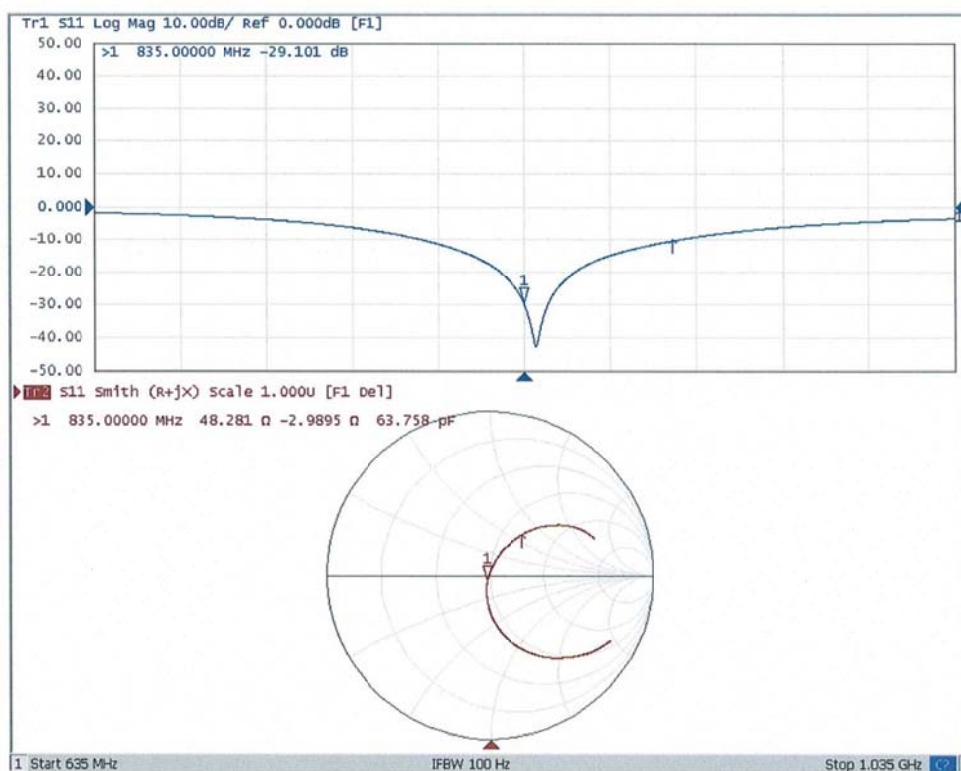 Tr1 S11 Log Mag 10.00dB/ Ref 0.000dB [F1]
50.00
>1 835.00000 MHz -29.101 dB
40.00
30.00
20.00
10.00
0.000
-10.00
-20.00
1
-30.00
-40.00
-50.00
Tr2 S11 Smith (R+jX) Scale 1.000U [F1 Del]
>1 835.00000 MHz 48.281 Ω -2.9895 Ω 63.758 pF
1
1 Start 635 MHz IFBW 100 Hz Stop 1.035 GHz C?